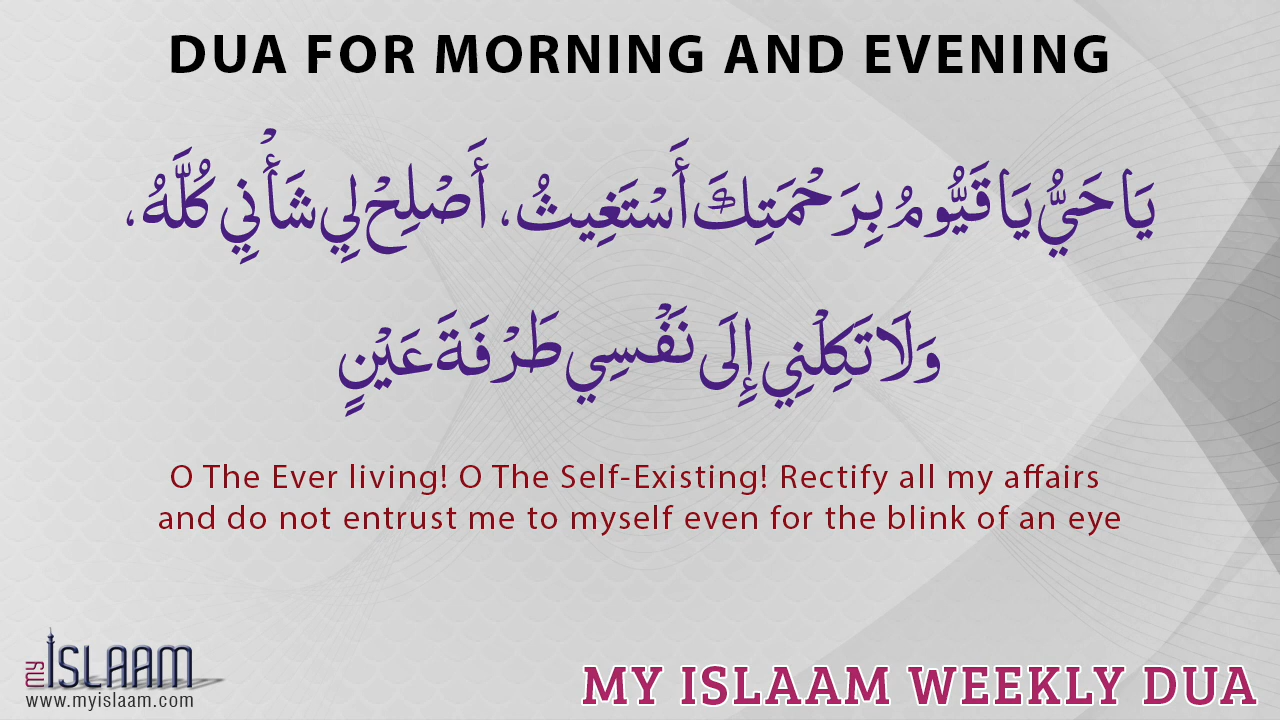 DUA FOR MORNING AND EVENING
يَا حَيُّ يَا قَيُّومُ بِرَحْمَتِكَ أَسْتَغِيثُ، أَصْلِحْ لِي شَأْنِي كُلَّهُ،
وَلَا تَكِلْنِي إِلَى نَفْسِي طَرْفَةَ عَيْنٍ
O The Ever living! O The Self-Existing! Rectify all my affairs
and do not entrust me to myself even for the blink of an eye
my ISLAAM
www.myislaam.com
MY ISLAAM WEEKLY DUA